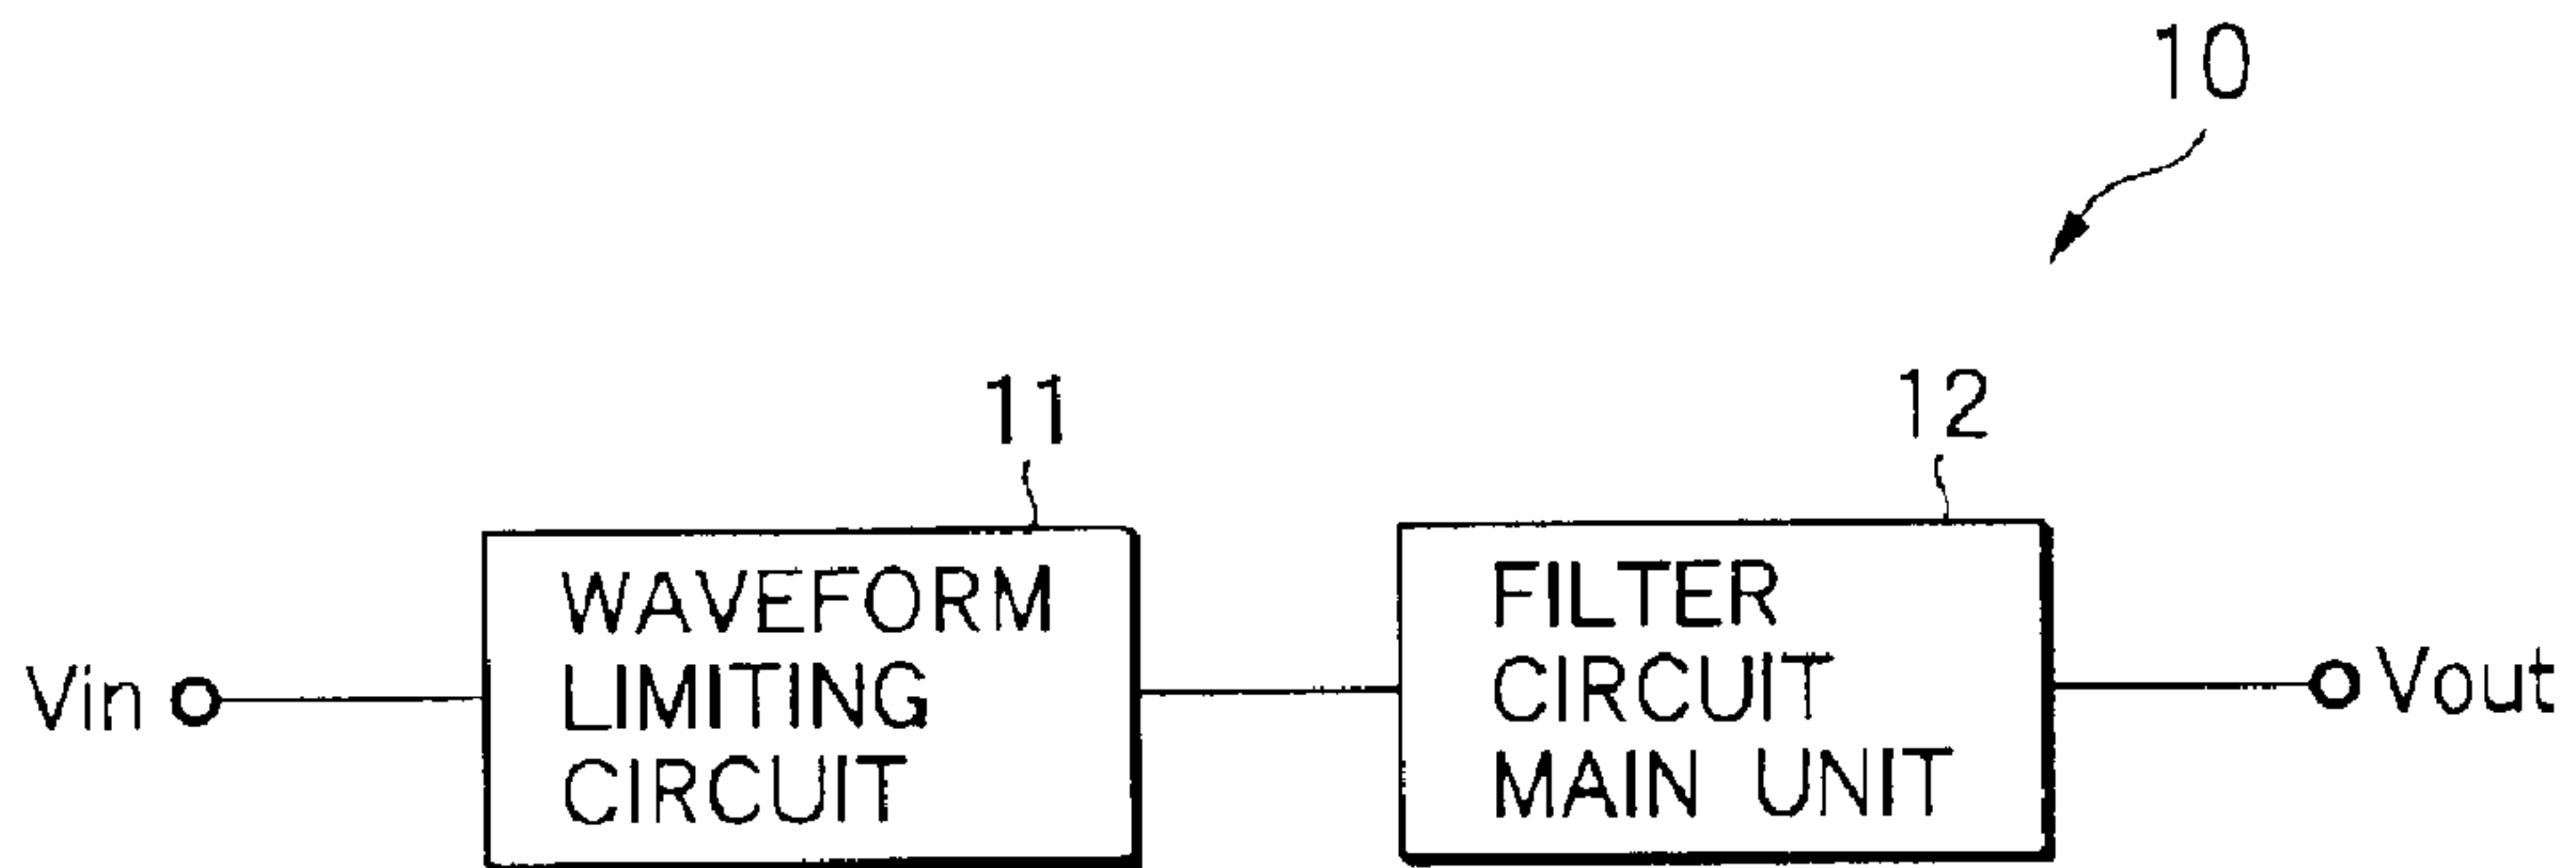 10
11
12
WAVEFORM
LIMITING
CIRCUIT
FILTER
CIRCUIT
MAIN UNIT
Vin
Vout